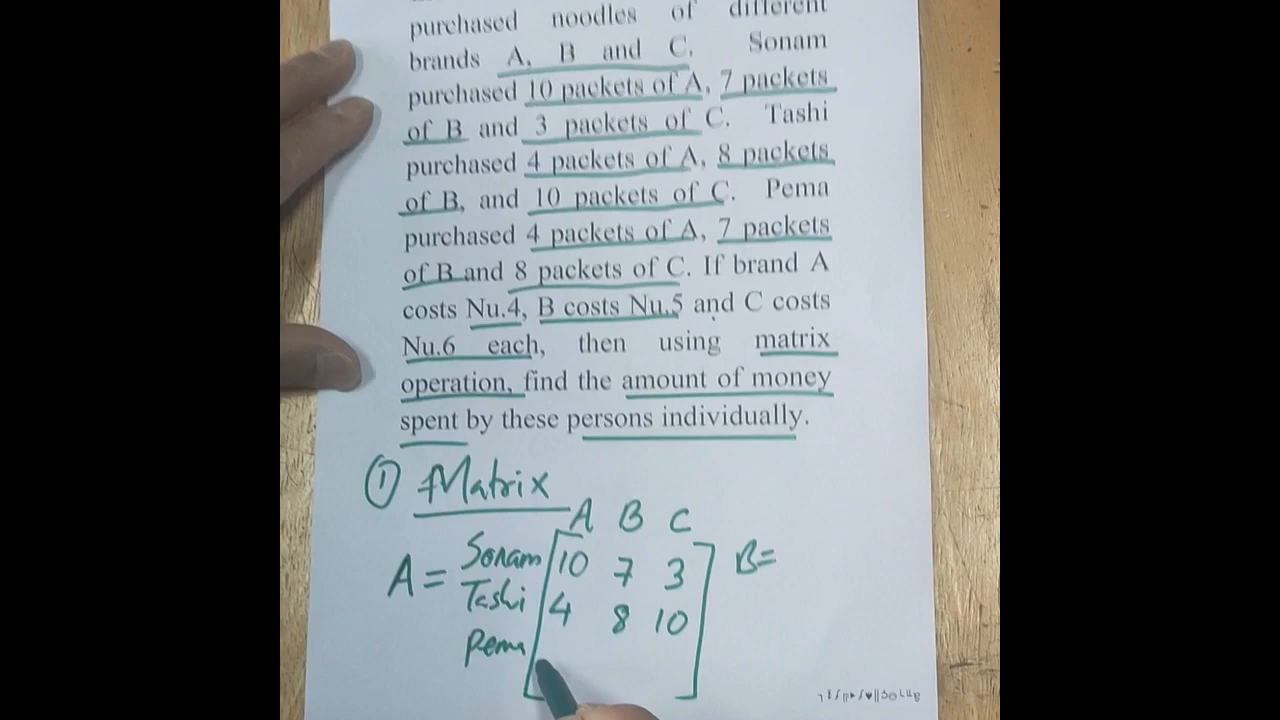 purchased noodles of different
brands A, B and C. Sonam
purchased 10 packets of A, 7 packets
of B and 3 packets of C. Tashi
purchased 4 packets of A, 8 packets
of B, and 10 packets of C. Pema
purchased 4 packets of A, 7 packets
of B and 8 packets of C. If brand A
costs Nu.4, B costs Nu.5 and C costs
Nu.6 each, then using matrix
operation, find the amount of money
spent by these persons individually.
① Matrix
A B C
A = Sonam 10 7 3 B=
Tashi 4 8 10
Pema